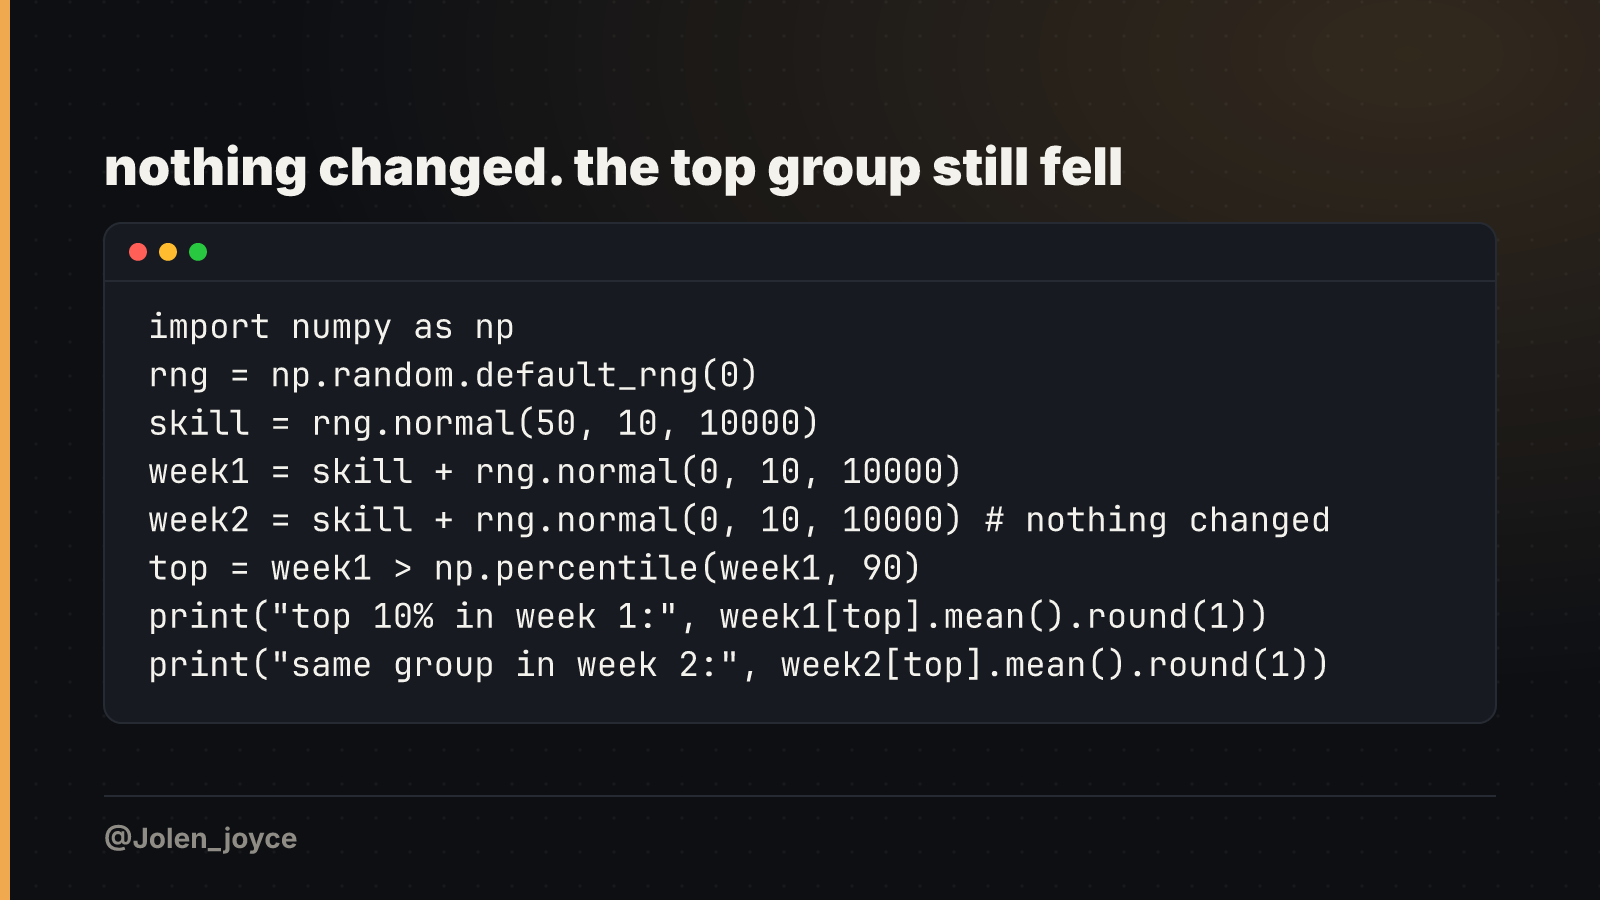 nothing changed. the top group still fell
import numpy as np
rng = np.random.default_rng(0)
skill = rng.normal(50, 10, 10000)
week1 = skill + rng.normal(0, 10, 10000)
week2 = skill + rng.normal(0, 10, 10000) # nothing changed
top = week1 > np.percentile(week1, 90)
print("top 10% in week 1:", week1[top].mean().round(1))
print("same group in week 2:", week2[top].mean().round(1))
@Jolen_joyce